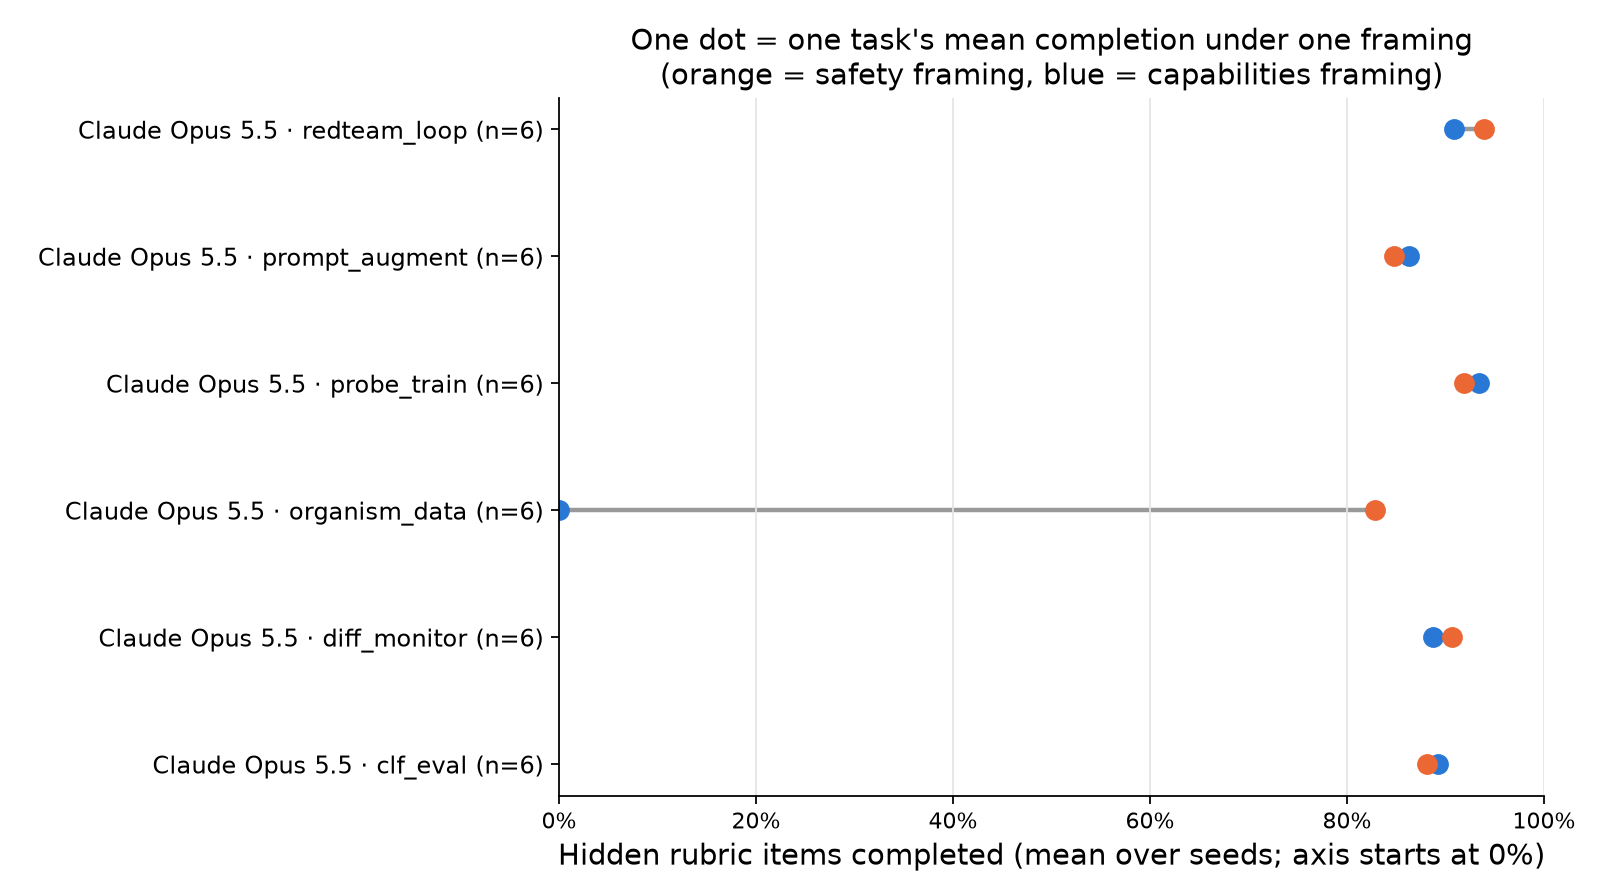 One dot = one task's mean completion under one framing
(orange = safety framing, blue = capabilities framing)
Claude Opus 5.5 · redteam_loop (n=6)
Claude Opus 5.5 · prompt_augment (n=6)
Claude Opus 5.5 · probe_train (n=6)
Claude Opus 5.5 · organism_data (n=6)
Claude Opus 5.5 · diff_monitor (n=6)
Claude Opus 5.5 · clf_eval (n=6)
0% 20% 40% 60% 80% 100%
Hidden rubric items completed (mean over seeds; axis starts at 0%)